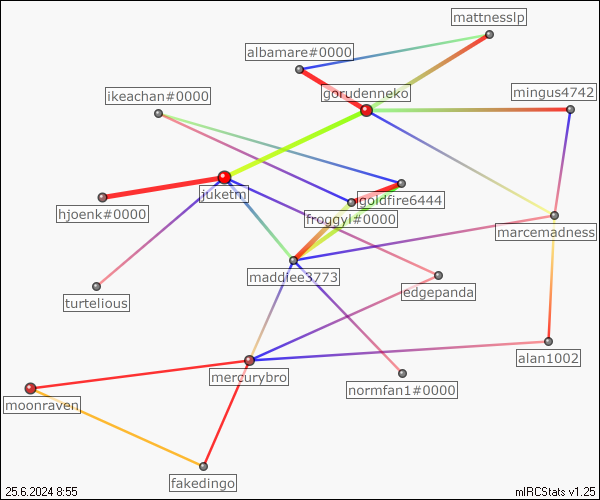 mattnesslp
albamare#0000
gorudenneko
mingus4742
ikeachan#0000
juketm
goldfire6444
hjoenk#0000
froggyl#0000
marcemadness
maddiee3773
turtelious
edgepanda
alan1002
mercurybro
normfan1#0000
moonraven
fakedingo
25.6.2024 8:55
mIRCStats v1.25